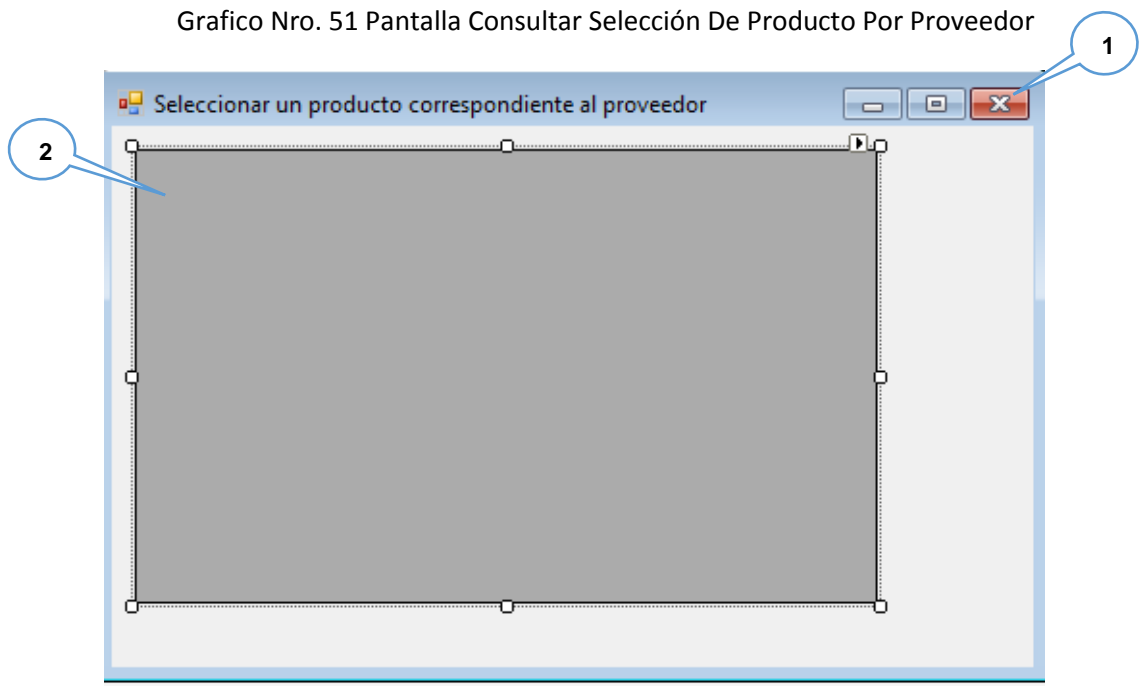 Grafico Nro. 51 Pantalla Consultar Selección De Producto Por Proveedor
1
Seleccionar un producto correspondiente al proveedor
2